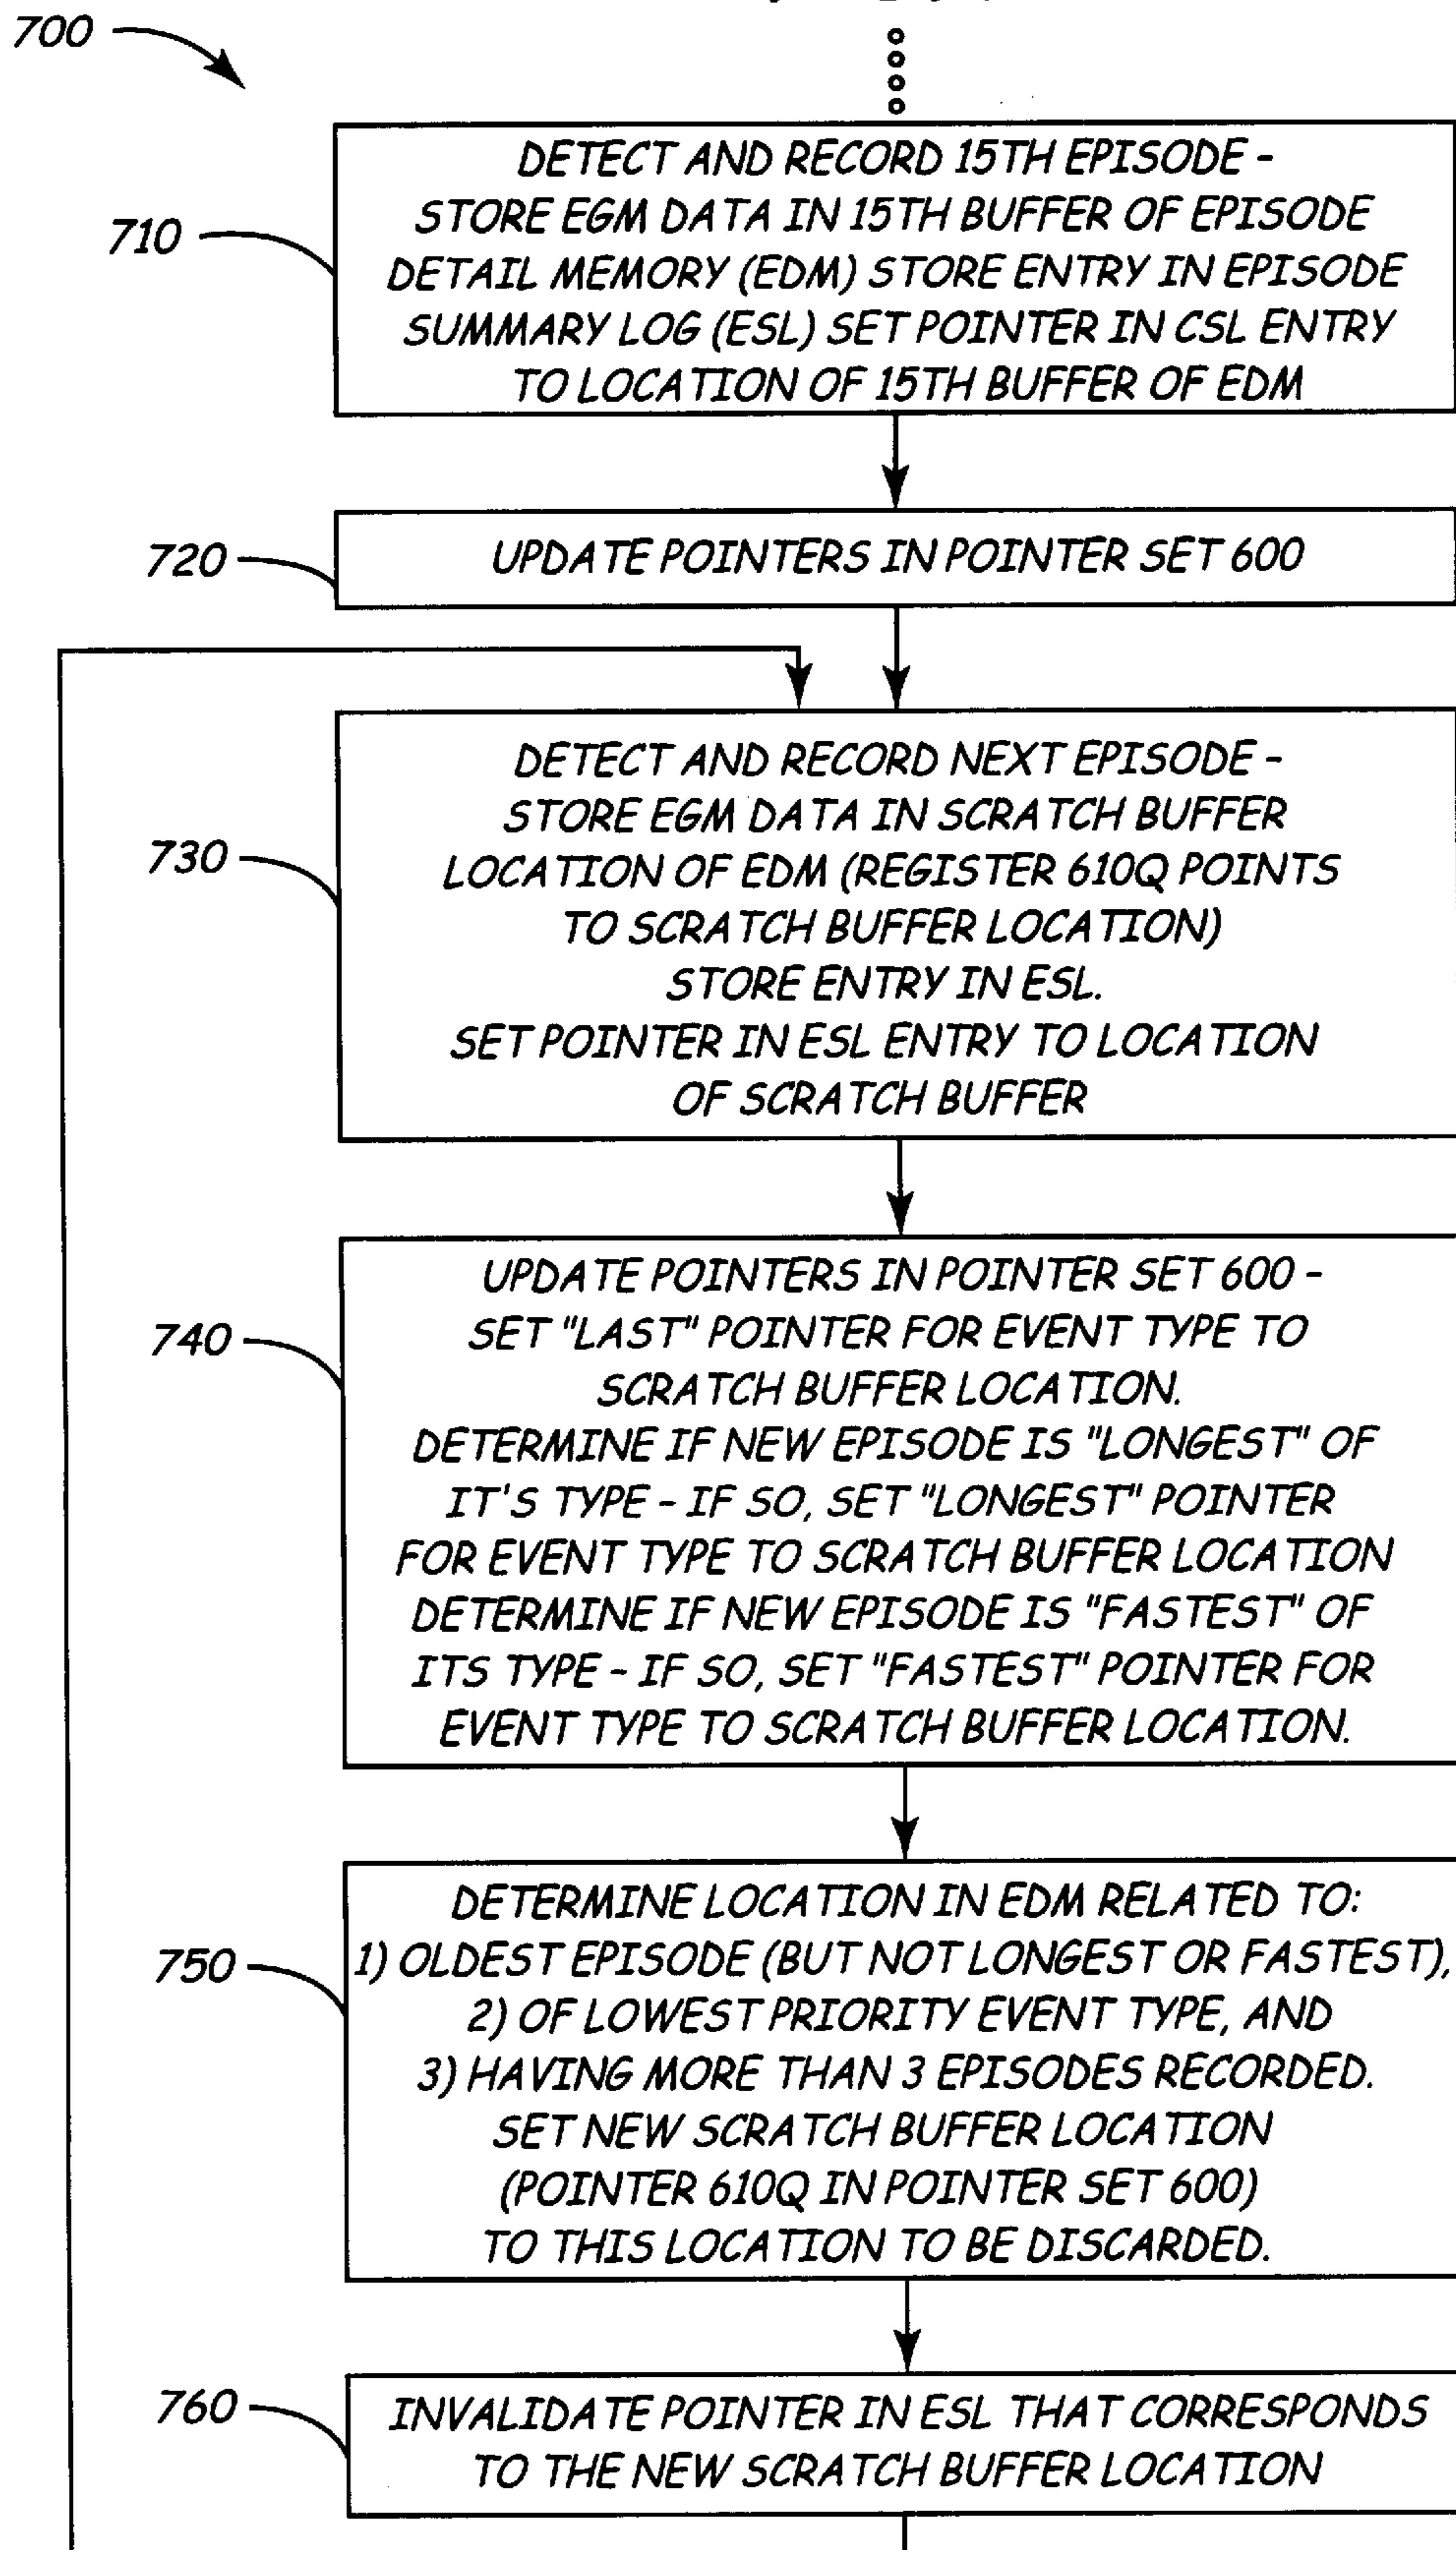 700
DETECT AND RECORD 15TH EPISODE -
STORE EGM DATA IN 15TH BUFFER OF EPISODE
710
DETAIL MEMORY (EDM) STORE ENTRY IN EPISODE
SUMMARY LOG (ESL) SET POINTER IN CSL ENTRY
TO LOCATION OF 15TH BUFFER OF EDM
720
UPDATE POINTERS IN POINTER SET 600
DETECT AND RECORD NEXT EPISODE -
STORE EGM DATA IN SCRATCH BUFFER
730
LOCATION OF EDM (REGISTER 610Q POINTS
TO SCRATCH BUFFER LOCATION)
STORE ENTRY IN ESL.
SET POINTER IN ESL ENTRY TO LOCATION
OF SCRATCH BUFFER
UPDATE POINTERS IN POINTER SET 600 -
740
SET "LAST" POINTER FOR EVENT TYPE TO
SCRATCH BUFFER LOCATION.
DETERMINE IF NEW EPISODE IS "LONGEST" OF
IT'S TYPE - IF SO, SET "LONGEST" POINTER
FOR EVENT TYPE TO SCRATCH BUFFER LOCATION
DETERMINE IF NEW EPISODE IS "FASTEST" OF
ITS TYPE - IF SO, SET "FASTEST" POINTER FOR
EVENT TYPE TO SCRATCH BUFFER LOCATION.
DETERMINE LOCATION IN EDM RELATED TO:
750
1) OLDEST EPISODE (BUT NOT LONGEST OR FASTEST),
2) OF LOWEST PRIORITY EVENT TYPE, AND
3) HAVING MORE THAN 3 EPISODES RECORDED.
SET NEW SCRATCH BUFFER LOCATION
(POINTER 610Q IN POINTER SET 600)
TO THIS LOCATION TO BE DISCARDED.
760
INVALIDATE POINTER IN ESL THAT CORRESPONDS
TO THE NEW SCRATCH BUFFER LOCATION